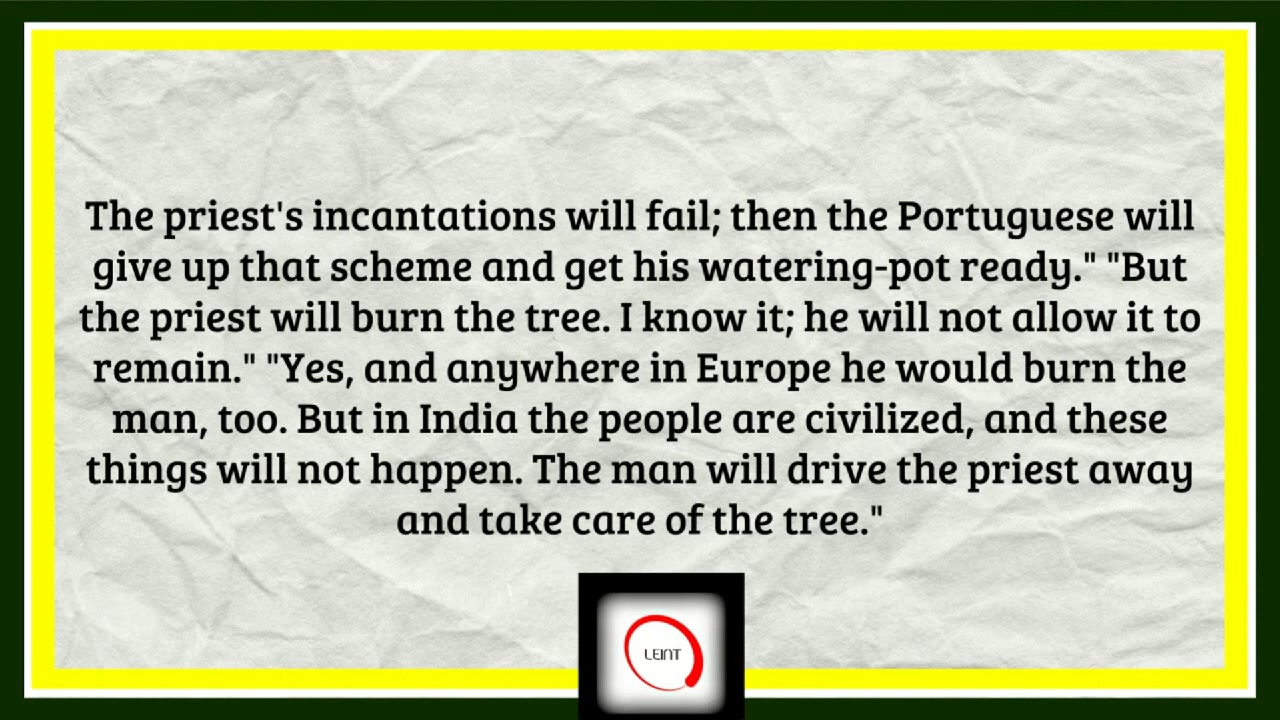 The priest's incantations will fail; then the Portuguese will
give up that scheme and get his watering-pot ready." "But
the priest will burn the tree. I know it; he will not allow it to
remain." "Yes, and anywhere in Europe he would burn the
man, too. But in India the people are civilized, and these
things will not happen. The man will drive the priest away
and take care of the tree."
LEINT